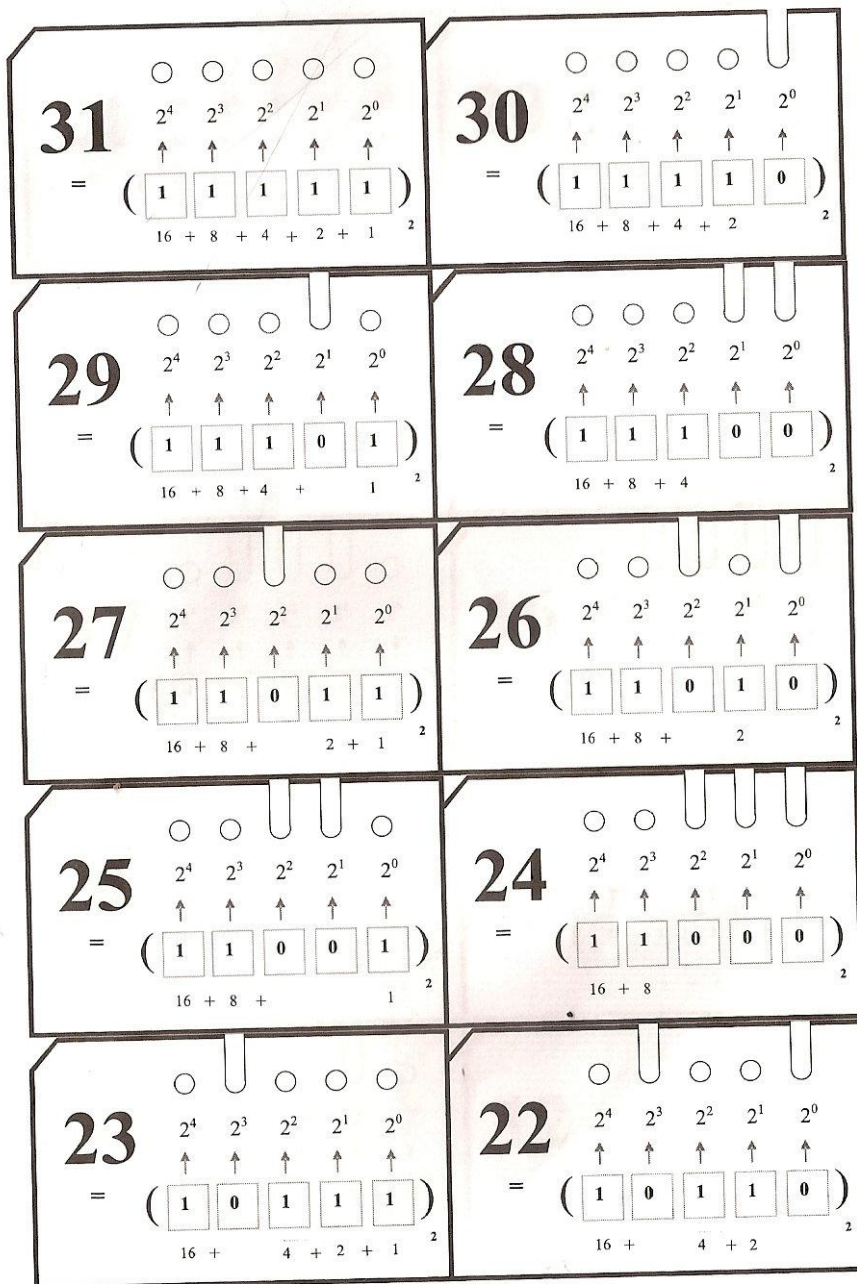 31
2⁴ 2³ 2² 2¹ 2⁰
= ( 1 1 1 1 1 ) 2
16 + 8 + 4 + 2 + 1
30
2⁴ 2³ 2² 2¹ 2⁰
= ( 1 1 1 1 0 ) 2
16 + 8 + 4 + 2
29
2⁴ 2³ 2² 2¹ 2⁰
= ( 1 1 1 0 1 ) 2
16 + 8 + 4 + 1
28
2⁴ 2³ 2² 2¹ 2⁰
= ( 1 1 1 0 0 ) 2
16 + 8 + 4
27
2⁴ 2³ 2² 2¹ 2⁰
= ( 1 1 0 1 1 ) 2
16 + 8 + 2 + 1
26
2⁴ 2³ 2² 2¹ 2⁰
= ( 1 1 0 1 0 ) 2
16 + 8 + 2
25
2⁴ 2³ 2² 2¹ 2⁰
= ( 1 1 0 0 1 ) 2
16 + 8 + 1
24
2⁴ 2³ 2² 2¹ 2⁰
= ( 1 1 0 0 0 ) 2
16 + 8
23
2⁴ 2³ 2² 2¹ 2⁰
= ( 1 0 1 1 1 ) 2
16 + 4 + 2 + 1
22
2⁴ 2³ 2² 2¹ 2⁰
= ( 1 0 1 1 0 ) 2
16 + 4 + 2